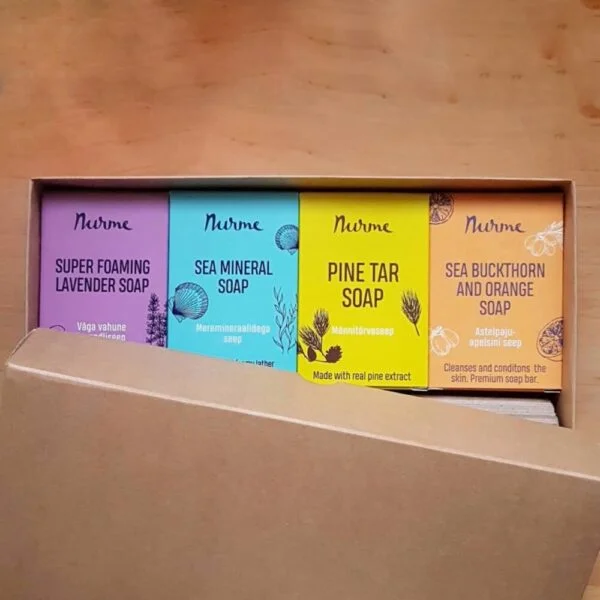 Nurme
SUPER FOAMING
LAVENDER SOAP
Väga vahune
Nurme
SEA MINERAL
SOAP
Meremineraalidega
seep
lather
Nurme
PINE TAR
SOAP
Männitõrvaseep
Made with real pine extract
Nurme
SEA BUCKTHORN
AND ORANGE
SOAP
Astelpaju-
apelsini seep
Cleanses and conditons the
skin. Premium soap bar.